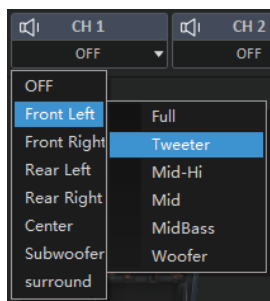 CH 1
CH 2
OFF
OFF
OFF
Front Left
Front Right
Rear Left
Rear Right
Center
Subwoofer
surround
Full
Tweeter
Mid-Hi
Mid
MidBass
Woofer